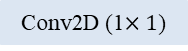 Conv2D (1× 1)